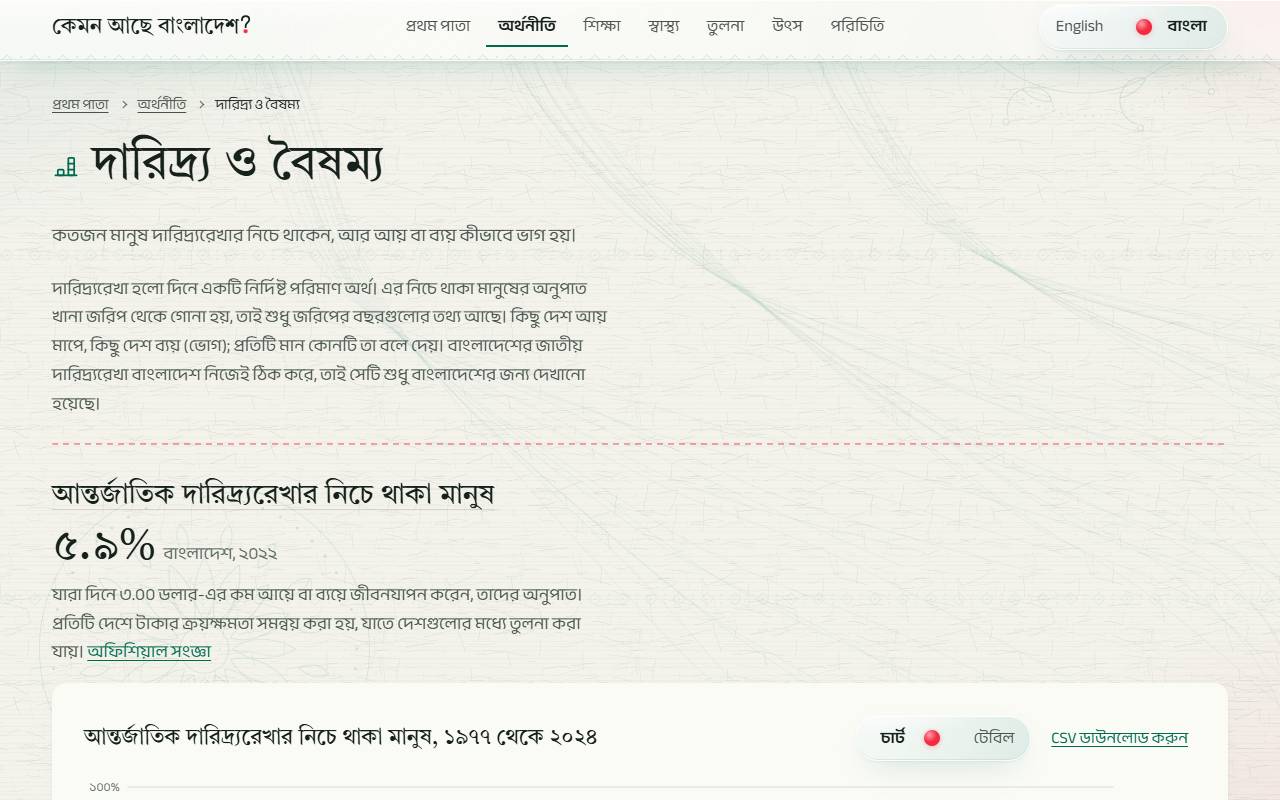 কেমন আছে বাংলাদেশ?
প্রথম পাতা
অর্থনীতি
শিক্ষা
স্বাস্থ্য
তুলনা
উৎস
পরিচিতি
English
বাংলা
প্রথম পাতা > অর্থনীতি > দারিদ্র্য ও বৈষম্য
দারিদ্র্য ও বৈষম্য
কতজন মানুষ দারিদ্র্যরেখার নিচে থাকেন, আর আয় বা ব্যয় কীভাবে ভাগ হয়।
দারিদ্র্যরেখা হলো দিনে একটি নির্দিষ্ট পরিমাণ অর্থ। এর নিচে থাকা মানুষের অনুপাত
খানা জরিপ থেকে গোনা হয়, তাই শুধু জরিপের বছরগুলোর তথ্য আছে। কিছু দেশ আয়
মাপে, কিছু দেশ ব্যয় (ভোগ); প্রতিটি মান কোনটি তা বলে দেয়। বাংলাদেশের জাতীয়
দারিদ্র্যরেখা বাংলাদেশ নিজেই ঠিক করে, তাই সেটি শুধু বাংলাদেশের জন্য দেখানো
হয়েছে।
আন্তর্জাতিক দারিদ্র্যরেখার নিচে থাকা মানুষ
৫.৯% বাংলাদেশ, ২০২২
যারা দিনে ৩.00 ডলার-এর কম আয়ে বা ব্যয়ে জীবনযাপন করেন, তাদের অনুপাত।
প্রতিটি দেশে টাকার ক্রয়ক্ষমতা সমন্বয় করা হয়, যাতে দেশগুলোর মধ্যে তুলনা করা
যায়। অফিশিয়াল সংজ্ঞা
আন্তর্জাতিক দারিদ্র্যরেখার নিচে থাকা মানুষ, ১৯৭৭ থেকে ২০২৪
চার্ট
টেবিল
CSV ডাউনলোড করুন
১00%